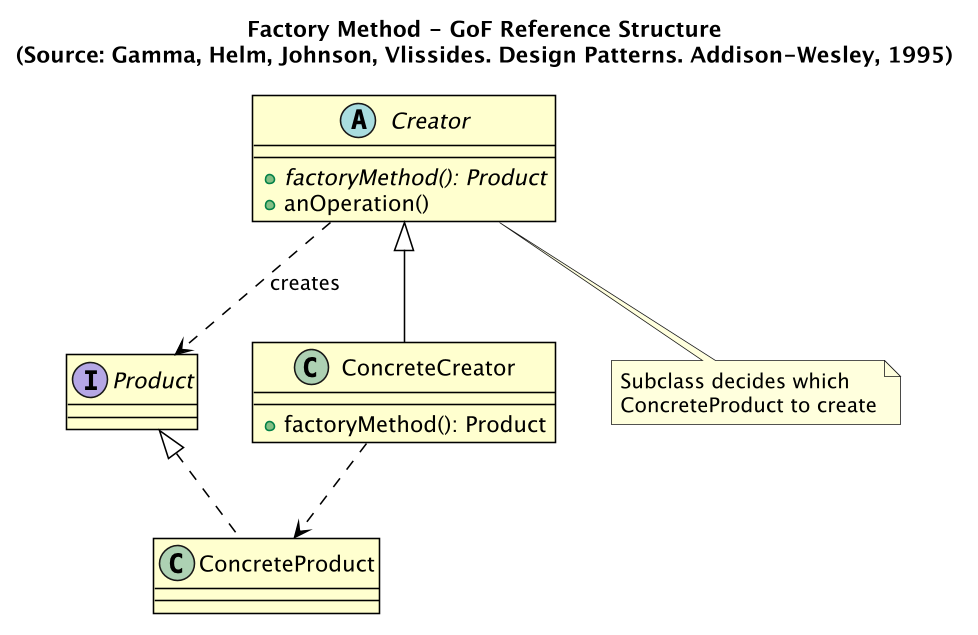 Factory Method – GoF Reference Structure
(Source: Gamma, Helm, Johnson, Vlissides. Design Patterns. Addison–Wesley, 1995)
A Creator
factoryMethod(): Product
anOperation()
creates
I Product
C ConcreteCreator
factoryMethod(): Product
Subclass decides which
ConcreteProduct to create
C ConcreteProduct